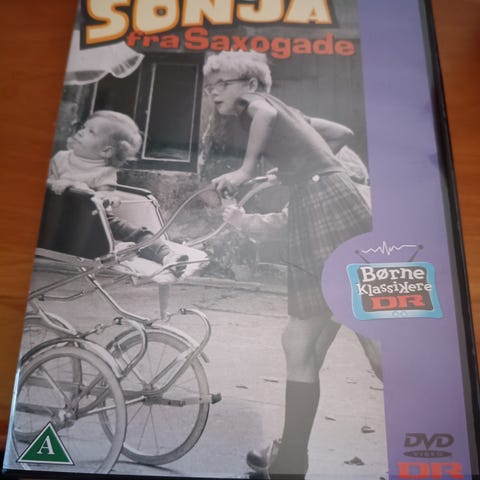 SONJA
fra Saxogade
Børne
Klassikere
DR
A
DVD
VIDEO
DR